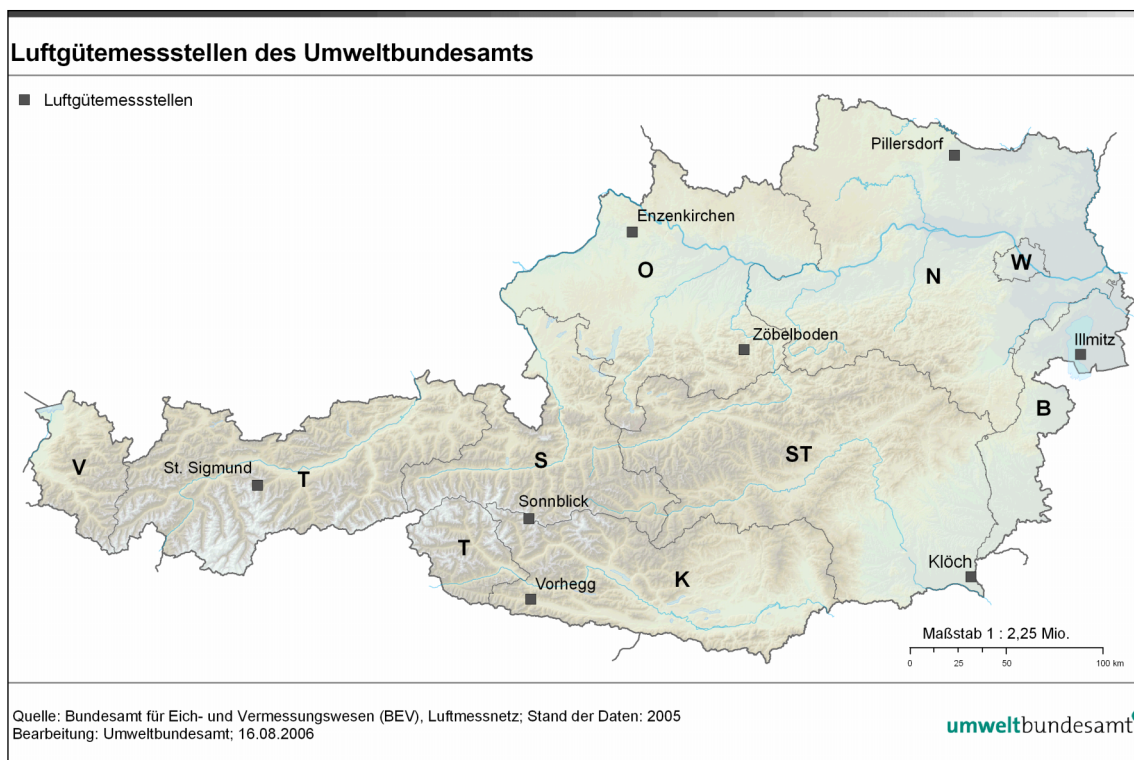 Luftgütemessstellen des Umweltbundesamts
Luftgütemessstellen
Pillersdorf
Enzenkirchen
O
N
W
Zöbelboden
Illmitz
B
V
St. Sigmund
T
S
ST
Sonnblick
T
Vorhegg
K
Klöch
Maßstab 1 : 2,25 Mio.
0 25 50 100 km
Quelle: Bundesamt für Eich- und Vermessungswesen (BEV), Luftmessnetz; Stand der Daten: 2005
Bearbeitung: Umweltbundesamt; 16.08.2006
umweltbundesamt